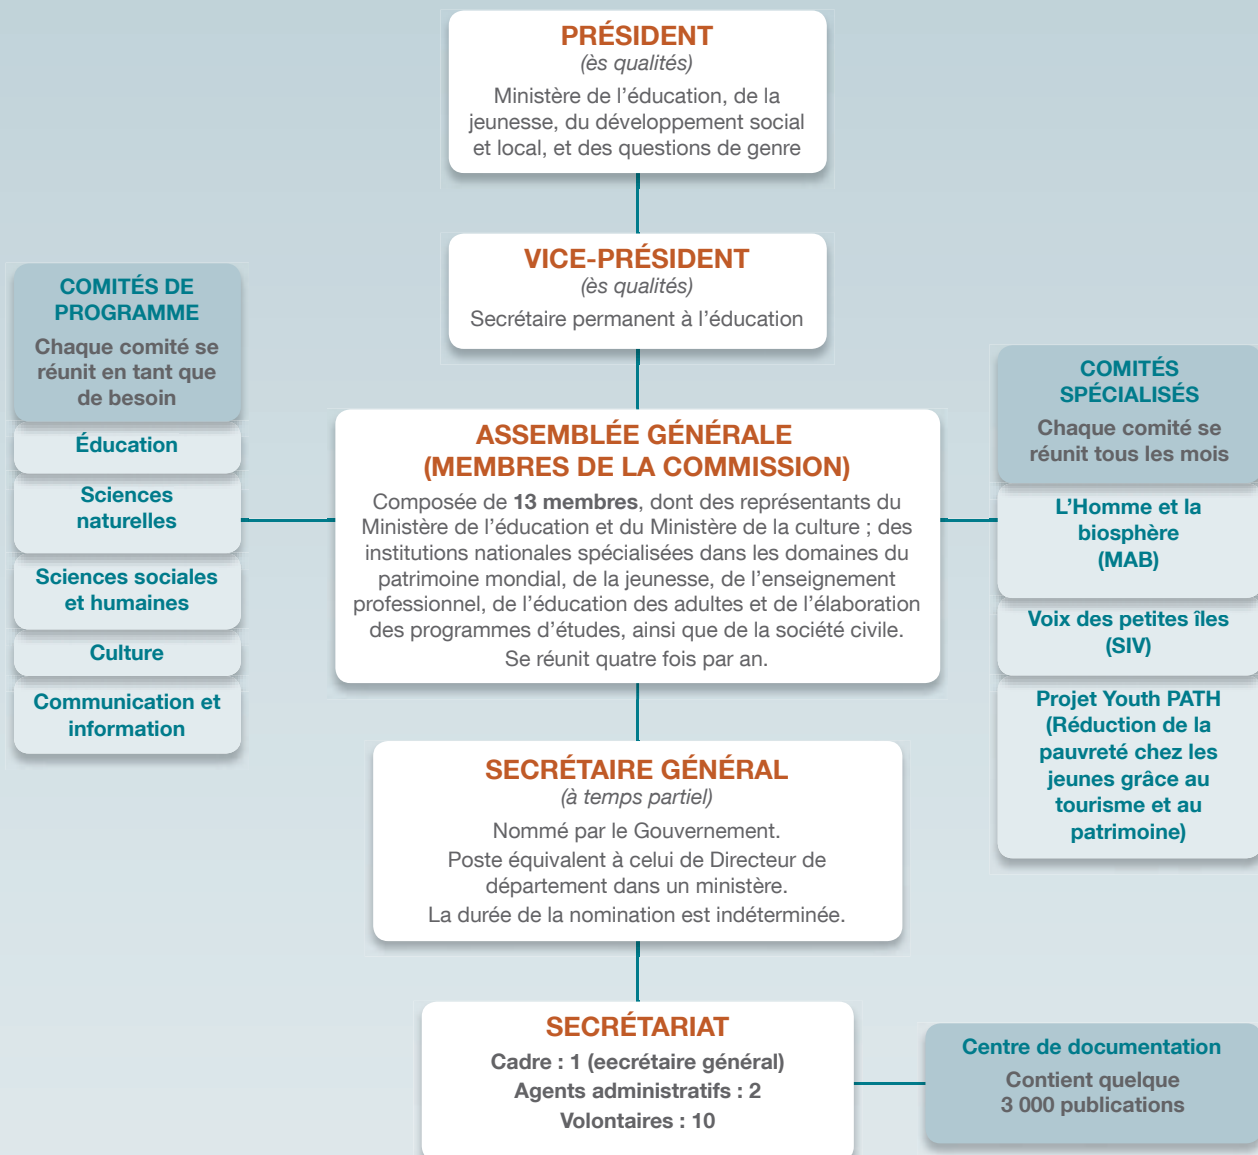 PRÉSIDENT
(ès qualités)
Ministère de l'éducation, de la
jeunesse, du développement social
et local, et des questions de genre
VICE-PRÉSIDENT
(ès qualités)
Secrétaire permanent à l'éducation
COMITÉS DE
PROGRAMME
Chaque comité se
réunit en tant que
de besoin
Éducation
Sciences
naturelles
Sciences sociales
et humaines
Culture
Communication et
information
ASSEMBLÉE GÉNÉRALE
(MEMBRES DE LA COMMISSION)
Composée de 13 membres, dont des représentants du
Ministère de l'éducation et du Ministère de la culture ; des
institutions nationales spécialisées dans les domaines du
patrimoine mondial, de la jeunesse, de l'enseignement
professionnel, de l'éducation des adultes et de l'élaboration
des programmes d'études, ainsi que de la société civile.
Se réunit quatre fois par an.
COMITÉS
SPÉCIALISÉS
Chaque comité se
réunit tous les mois
L'Homme et la
biosphère
(MAB)
Voix des petites îles
(SIV)
Projet Youth PATH
(Réduction de la
pauvreté chez les
jeunes grâce au
tourisme et au
patrimoine)
SECRÉTAIRE GÉNÉRAL
(à temps partiel)
Nommé par le Gouvernement.
Poste équivalent à celui de Directeur de
département dans un ministère.
La durée de la nomination est indéterminée.
SECRÉTARIAT
Cadre : 1 (eecrétaire général)
Agents administratifs : 2
Volontaires : 10
Centre de documentation
Contient quelque
3 000 publications